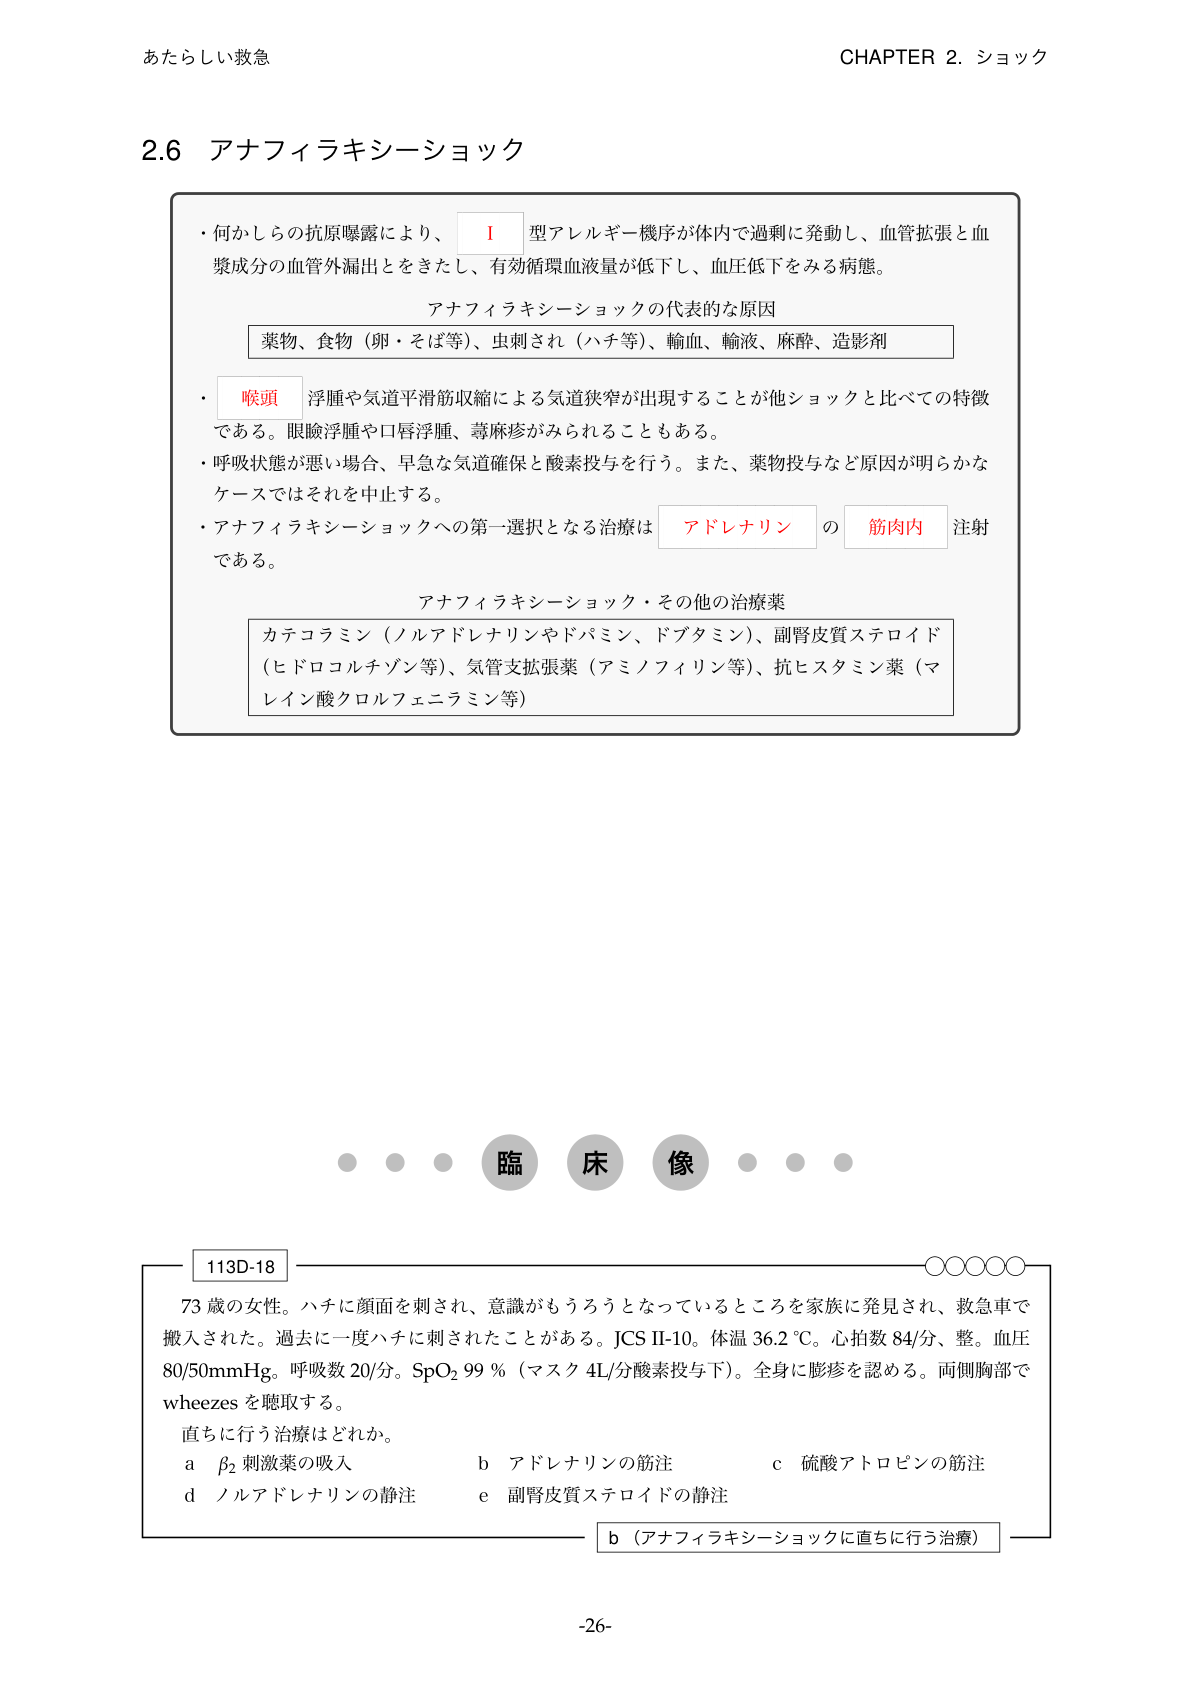 あたらしい救急
CHAPTER 2. ショック
2.6 アナフィラキシーショック
・何かしらの抗原曝露により、 I 型アレルギー機序が体内で過剰に発動し、血管拡張と血
漿成分の血管外漏出とをきたし、有効循環血液量が低下し、血圧低下をみる病態。
アナフィラキシーショックの代表的な原因
薬物、食物（卵・そば等）、虫刺され（ハチ等）、輸血、輸液、麻酔、造影剤
・ 喉頭 浮腫や気道平滑筋収縮による気道狭窄が出現することが他ショックと比べての特徴
である。眼瞼浮腫や口唇浮腫、蕁麻疹がみられることもある。
・呼吸状態が悪い場合、早急な気道確保と酸素投与を行う。また、薬物投与など原因が明らかな
ケースではそれを中止する。
・アナフィラキシーショックへの第一選択となる治療は アドレナリン の 筋肉内 注射
である。
アナフィラキシーショック・その他の治療薬
カテコラミン（ノルアドレナリンやドパミン、ドブタミン）、副腎皮質ステロイド
（ヒドロコルチゾン等）、気管支拡張薬（アミノフィリン等）、抗ヒスタミン薬（マ
レイン酸クロルフェニラミン等）
臨床像
113D-18
73 歳の女性。ハチに顔面を刺され、意識がもうろうとなっているところを家族に発見され、救急車で
搬入された。過去に一度ハチに刺されたことがある。JCS II-10。体温 36.2 ℃。心拍数 84/分、整。血圧
80/50mmHg。呼吸数 20/分。SpO₂ 99 %（マスク 4L/分酸素投与下）。全身に膨疹を認める。両側胸部で
wheezes を聴取する。
直ちに行う治療はどれか。
a β₂ 刺激薬の吸入 b アドレナリンの筋注 c 硫酸アトロピンの筋注
d ノルアドレナリンの静注 e 副腎皮質ステロイドの静注
b （アナフィラキシーショックに直ちに行う治療）
-26-